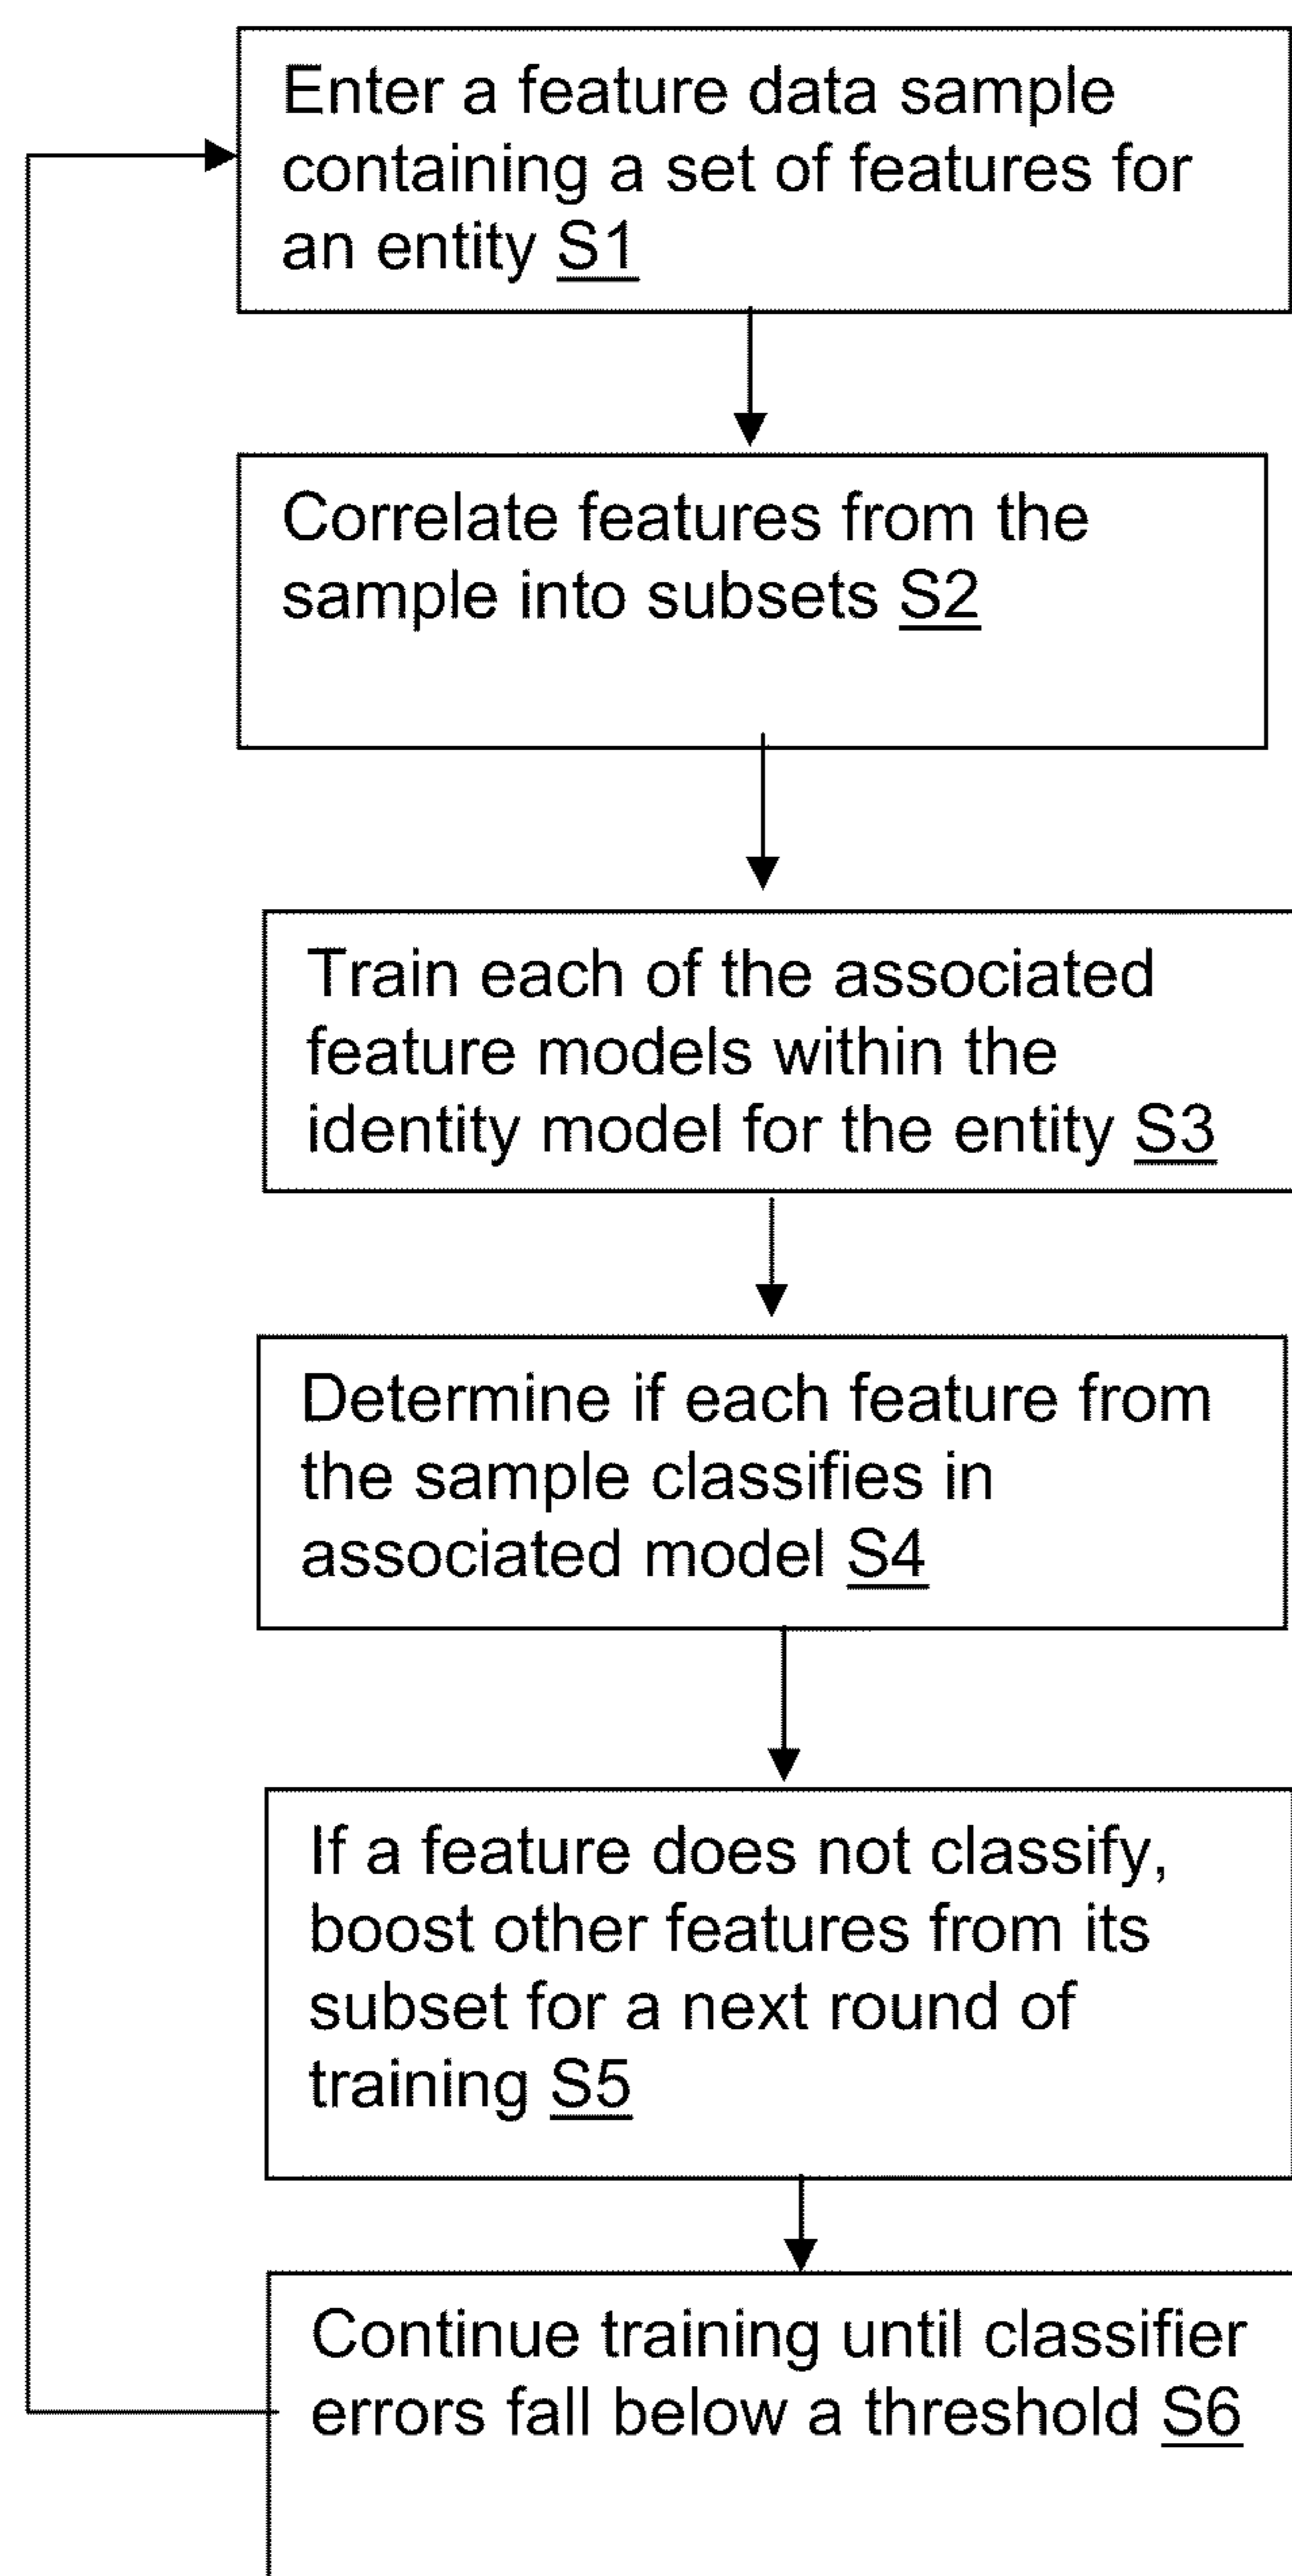 Enter a feature data sample
containing a set of features for
an entity S1
Correlate features from the
sample into subsets S2
Train each of the associated
feature models within the
identity model for the entity S3
Determine if each feature from
the sample classifies in
associated model S4
If a feature does not classify,
boost other features from its
subset for a next round of
training S5
Continue training until classifier
errors fall below a threshold S6